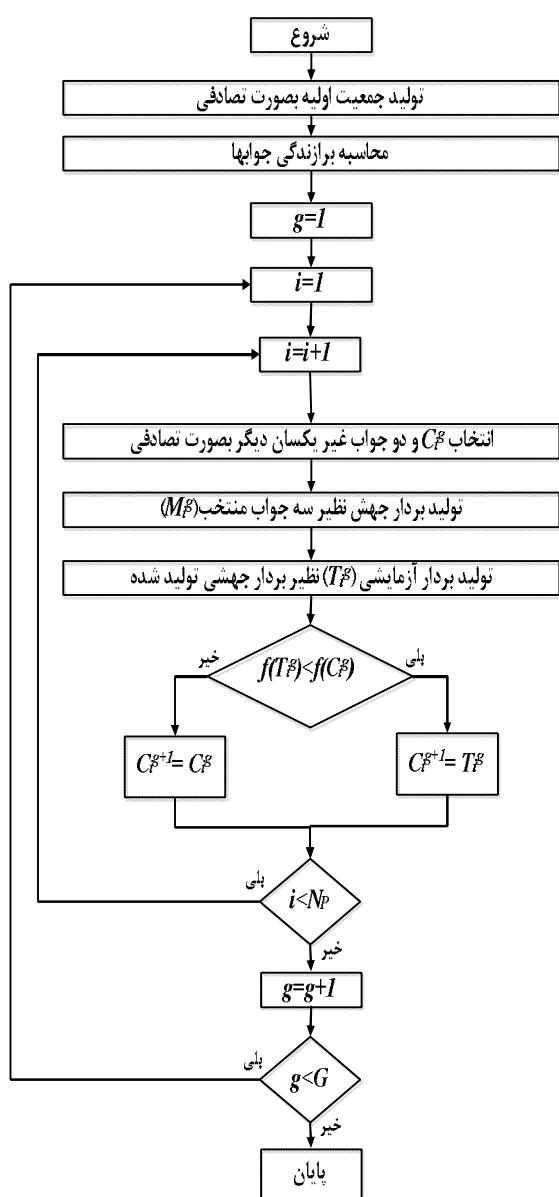 شروع
تولید جمعیت اولیه بصورت تصادفی
محاسبه برازندگی جوابها
g=1
i=1
i=i+1
انتخاب Cᵢᵍ و دو جواب غیر یکسان دیگر بصورت تصادفی
تولید بردار جهش نظیر سه جواب منتخب (Mᵢᵍ)
تولید بردار آزمایشی (Tᵢᵍ) نظیر بردار جهشی تولید شده
f(Tᵢᵍ)<f(Cᵢᵍ)
بلی
خیر
Cᵢᵍ⁺¹= Tᵢᵍ
Cᵢᵍ⁺¹= Cᵢᵍ
i<Nₚ
بلی
خیر
g=g+1
g<G
بلی
خیر
پایان